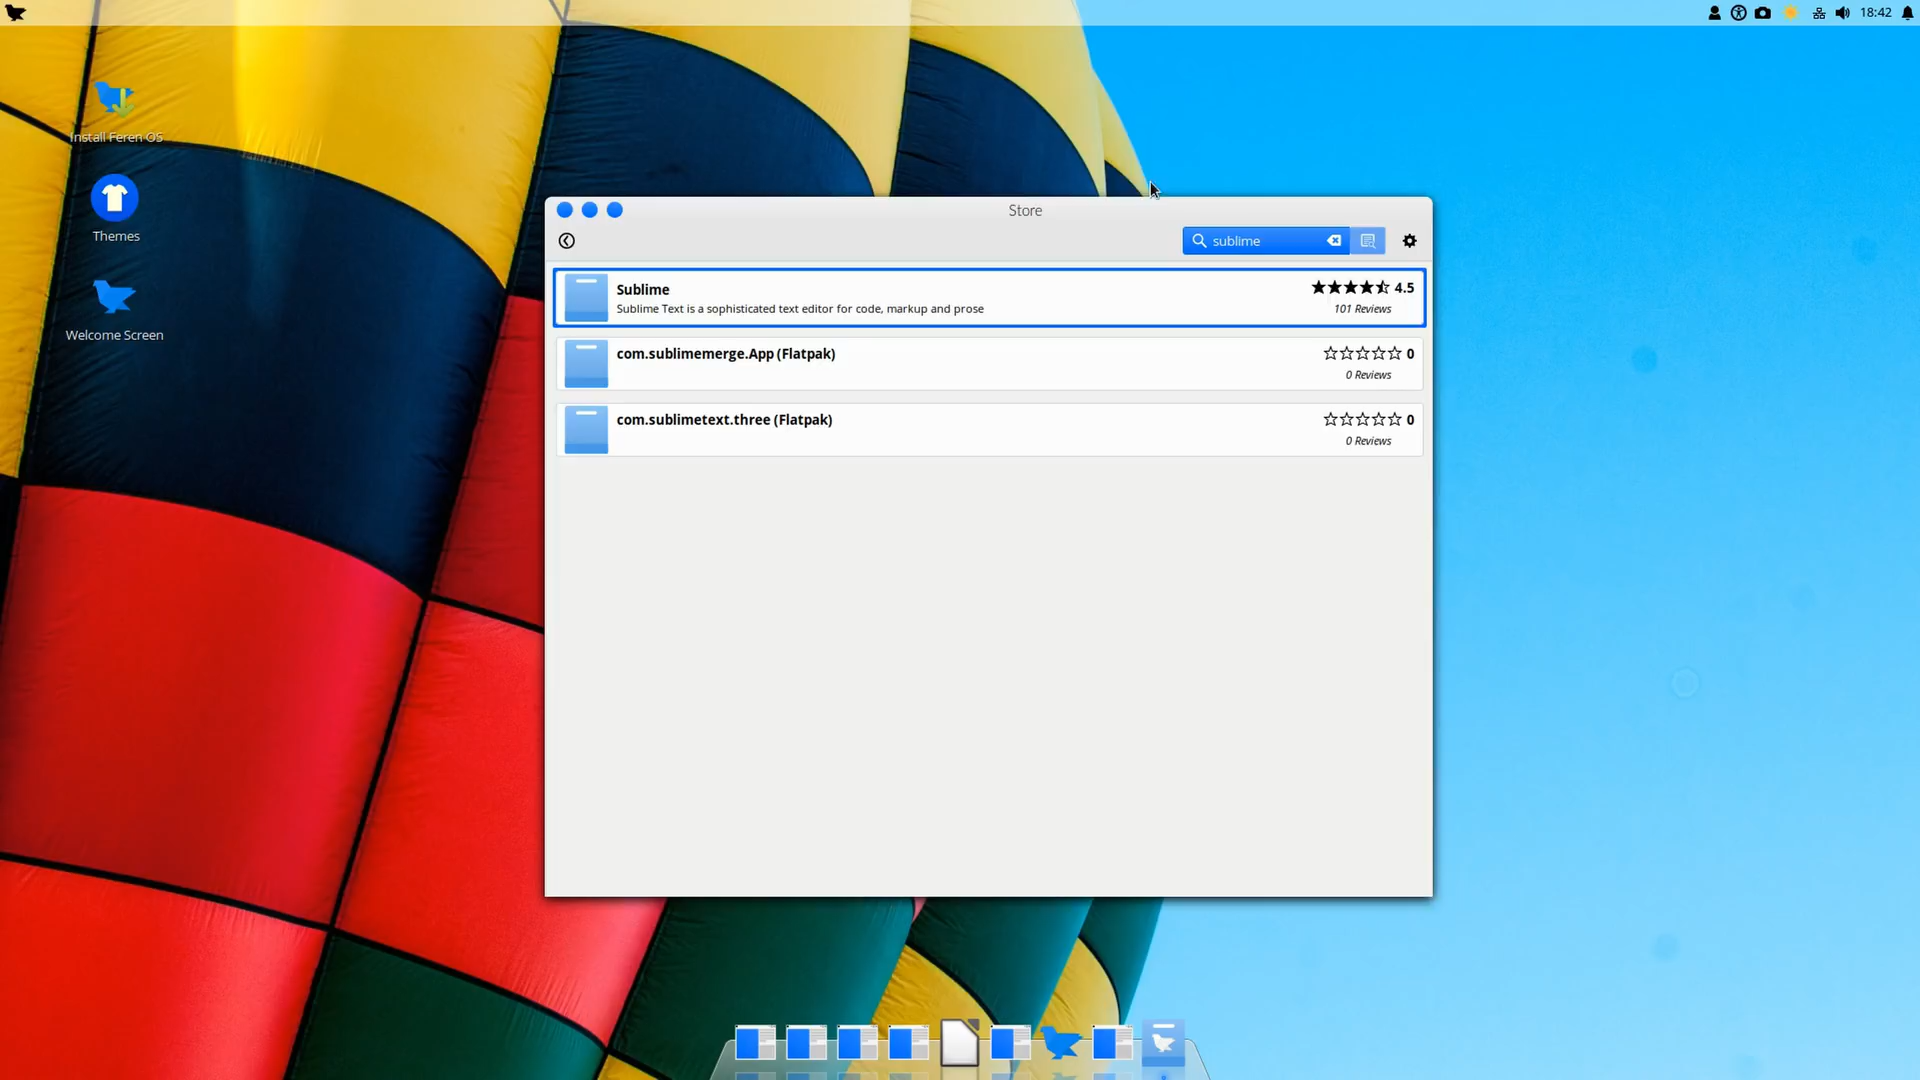 18:42
Install Feren OS
Themes
Welcome Screen
Store
sublime
Sublime
4.5
Sublime Text is a sophisticated text editor for code, markup and prose
101 Reviews
com.sublimemerge.App (Flatpak)
0
0 Reviews
com.sublimetext.three (Flatpak)
0
0 Reviews